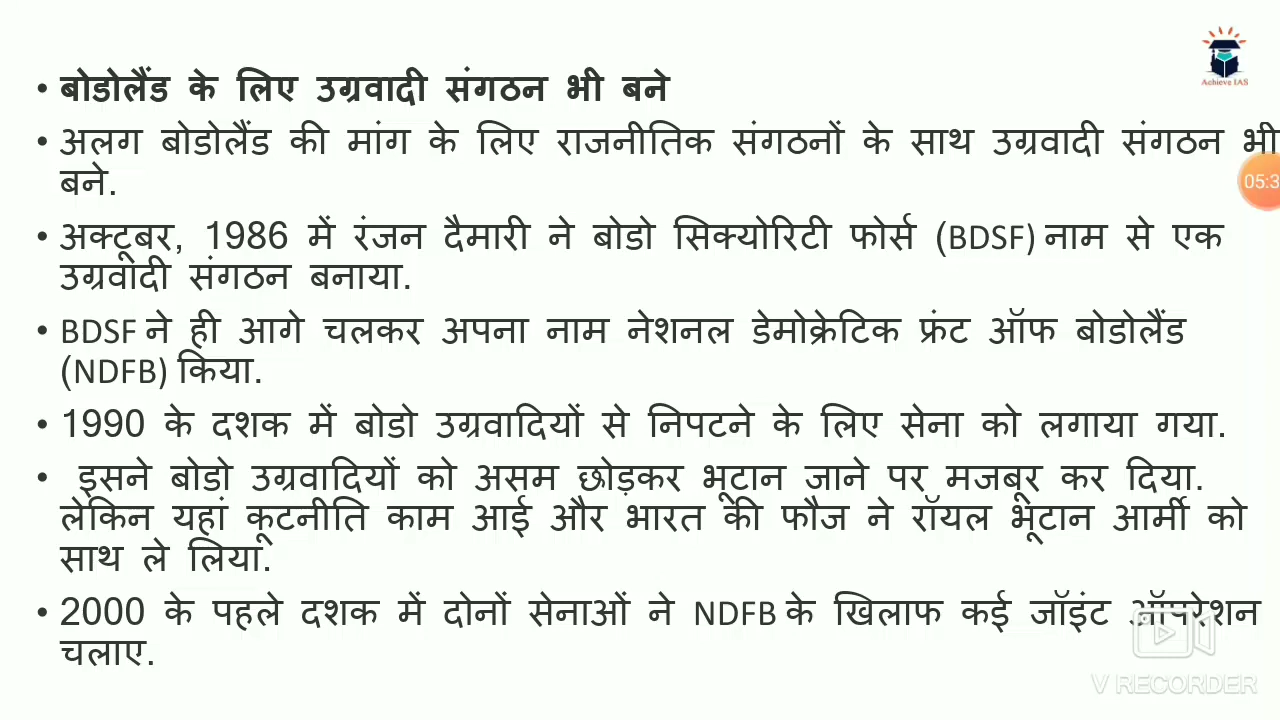 Achieve IAS
• बोडोलैंड के लिए उग्रवादी संगठन भी बने
• अलग बोडोलैंड की मांग के लिए राजनीतिक संगठनों के साथ उग्रवादी संगठन भी
बने.
05:3
• अक्टूबर, 1986 में रंजन दैमारी ने बोडो सिक्योरिटी फोर्स (BDSF) नाम से एक
उग्रवादी संगठन बनाया.
• BDSF ने ही आगे चलकर अपना नाम नेशनल डेमोक्रेटिक फ्रंट ऑफ बोडोलैंड
(NDFB) किया.
• 1990 के दशक में बोडो उग्रवादियों से निपटने के लिए सेना को लगाया गया.
• इसने बोडो उग्रवादियों को असम छोड़कर भूटान जाने पर मजबूर कर दिया.
लेकिन यहां कूटनीति काम आई और भारत की फौज ने रॉयल भूटान आर्मी को
साथ ले लिया.
• 2000 के पहले दशक में दोनों सेनाओं ने NDFB के खिलाफ कई जॉइंट ऑपरेशन
चलाए.
V RECORDER